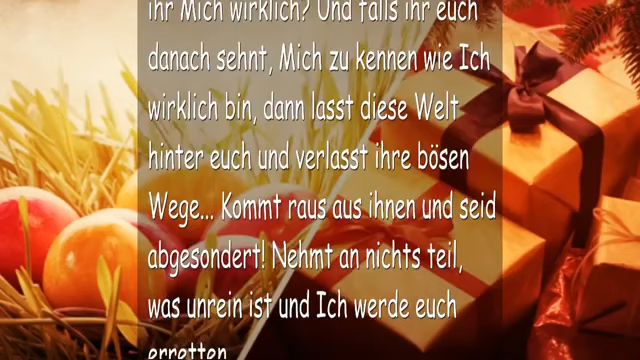 ihr Mich wirklich? Und falls ihr euch
danach sehnt, Mich zu kennen wie Ich
wirklich bin, dann lasst diese Welt
hinter euch und verlasst ihre bösen
Wege... Kommt raus aus ihnen und seid
abgesondert! Nehmt an nichts teil,
was unrein ist und Ich werde euch
erretten